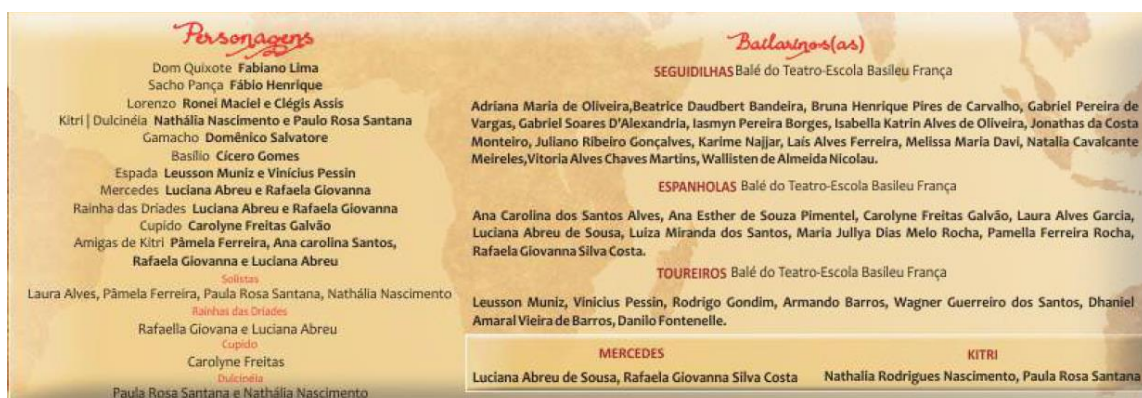 Personagens
Dom Quixote Fabiano Lima
Sacho Pança Fábio Henrique
Lorenzo Ronei Maciel e Clégis Assis
Kitri | Dulcinéia Nathália Nascimento e Paulo Rosa Santana
Gamacho Domênico Salvatore
Basílio Cícero Gomes
Espada Leusson Muniz e Vinícius Pessin
Mercedes Luciana Abreu e Rafaela Giovanna
Rainha das Dríades Luciana Abreu e Rafaela Giovanna
Cupido Carolyne Freitas Galvão
Amigas de Kitri Pâmela Ferreira, Ana carolina Santos,
Rafaela Giovanna e Luciana Abreu
Solistas
Laura Alves, Pâmela Ferreira, Paula Rosa Santana, Nathália Nascimento
Rainhas das Dríades
Rafaella Giovana e Luciana Abreu
Cupido
Carolyne Freitas
Dulcinéia
Paula Rosa Santana e Nathália Nascimento
Bailarinos(as)
SEGUIDILHAS Balé do Teatro-Escola Basileu França
Adriana Maria de Oliveira,Beatrice Daudbert Bandeira, Bruna Henrique Pires de Carvalho, Gabriel Pereira de
Vargas, Gabriel Soares D'Alexandria, Iasmyn Pereira Borges, Isabella Katrin Alves de Oliveira, Jonathas da Costa
Monteiro, Juliano Ribeiro Gonçalves, Karime Najjar, Laís Alves Ferreira, Melissa Maria Davi, Natalia Cavalcante
Meireles,Vitoria Alves Chaves Martins, Wallisten de Almeida Nicolau.
ESPANHOLAS Balé do Teatro-Escola Basileu França
Ana Carolina dos Santos Alves, Ana Esther de Souza Pimentel, Carolyne Freitas Galvão, Laura Alves Garcia,
Luciana Abreu de Sousa, Luiza Miranda dos Santos, Maria Jullya Dias Melo Rocha, Pamella Ferreira Rocha,
Rafaela Giovanna Silva Costa.
TOUREIROS Balé do Teatro-Escola Basileu França
Leusson Muniz, Vinicius Pessin, Rodrigo Gondim, Armando Barros, Wagner Guerreiro dos Santos, Dhaniel
Amaral Vieira de Barros, Danilo Fontenelle.
MERCEDES
Luciana Abreu de Sousa, Rafaela Giovanna Silva Costa
KITRI
Nathalia Rodrigues Nascimento, Paula Rosa Santana